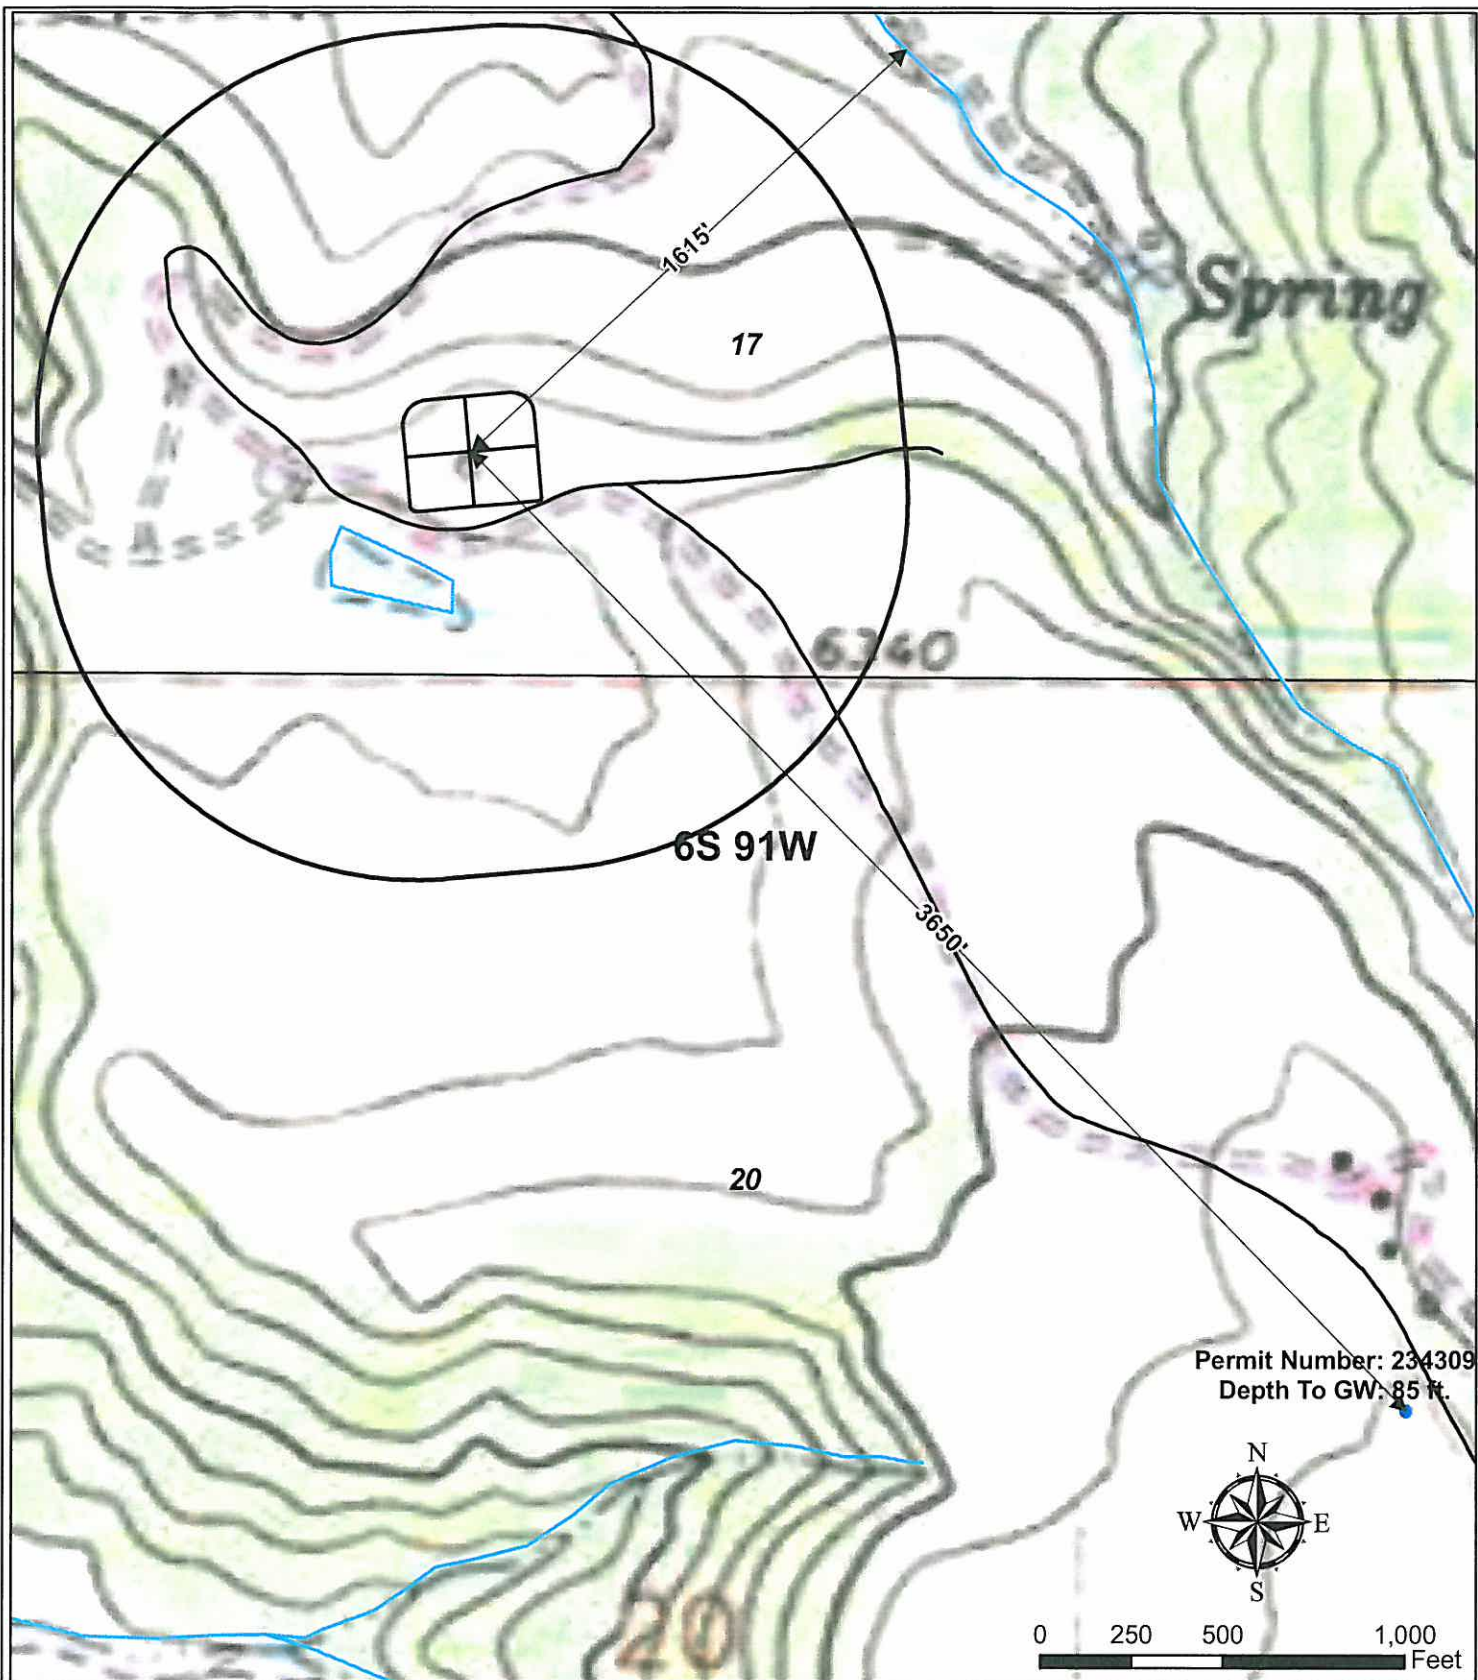 1615'
Spring
17
6340
6S 91W
3650'
20
Permit Number: 234309
Depth To GW: 85 ft.
N
W E
S
20
0 250 500 1,000
Feet